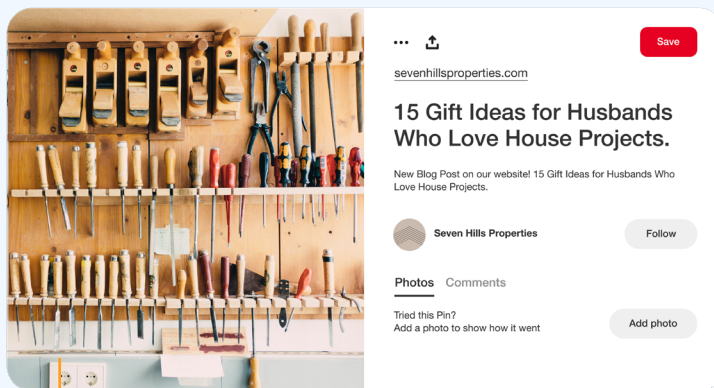 Save
sevenhillsproperties.com
15 Gift Ideas for Husbands
Who Love House Projects.
New Blog Post on our website! 15 Gift Ideas for Husbands Who
Love House Projects.
Seven Hills Properties
Follow
Photos Comments
Tried this Pin?
Add a photo to show how it went
Add photo